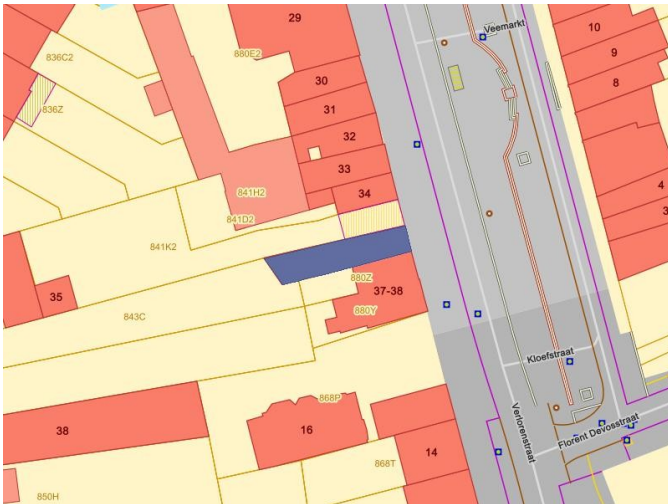 29
Veemarkt
10
836C2
880E2
9
30
8
836Z
31
32
33
841H2
34
4
3
841D2
841K2
880Z
35
37-38
843C
880Y
Kloefstraat
868P
Verlorenstraat
38
16
Florent Devosstraat
14
868T
850H